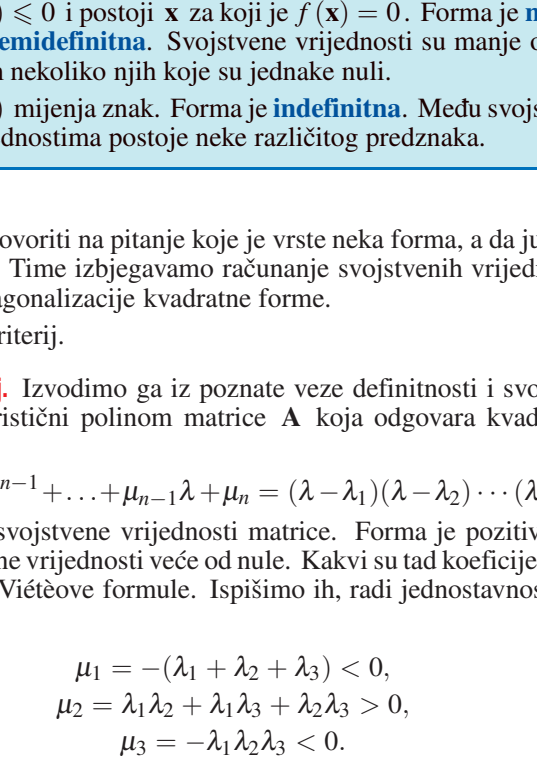 ) ⩽ 0 i postoji x za koji je f (x) = 0. Forma je
emidefinitna. Svojstvene vrijednosti su manje
nekoliko njih koje su jednake nuli.
) mijenja znak. Forma je indefinitna. Među svojs
ednostima postoje neke različitog predznaka.
ovoriti na pitanje koje je vrste neka forma, a da ju
Time izbjegavamo računanje svojstvenih vrijed
agonalizacije kvadratne forme.
riterij.
j. Izvodimo ga iz poznate veze definitnosti i svo
ristični polinom matrice A koja odgovara kvad
n−1 + … + μₙ₋₁λ + μₙ = (λ − λ₁)(λ − λ₂) ⋯ (λ
svojstvene vrijednosti matrice. Forma je pozitiv
ne vrijednosti veće od nule. Kakvi su tad koeficije
Viétèove formule. Ispišimo ih, radi jednostavnos
μ₁ = −(λ₁ + λ₂ + λ₃) < 0,
μ₂ = λ₁λ₂ + λ₁λ₃ + λ₂λ₃ > 0,
μ₃ = −λ₁λ₂λ₃ < 0.